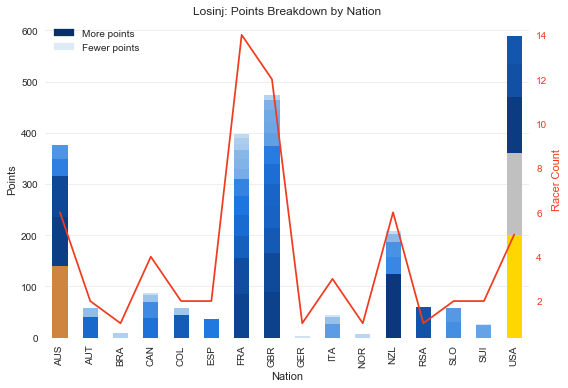 Losinj: Points Breakdown by Nation
More points
Fewer points
600
500
400
300
200
100
0
Points
14
12
10
8
6
4
2
Racer Count
AUS
AUT
BRA
CAN
COL
ESP
FRA
GBR
GER
ITA
NOR
NZL
RSA
SLO
SUI
USA
Nation